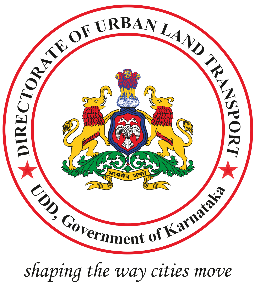 DIRECTORATE OF URBAN LAND TRANSPORT
UDD, Government of Karnataka
shaping the way cities move